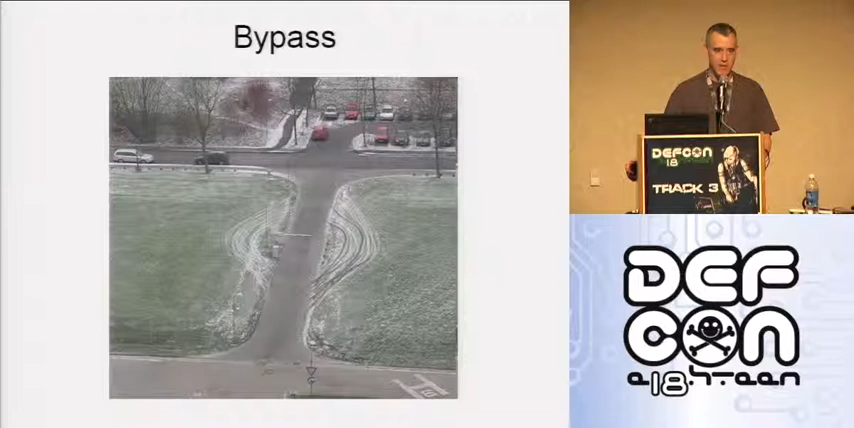 Bypass
DEFCON
18
TRACK 3
DEF
CON
e18hteen